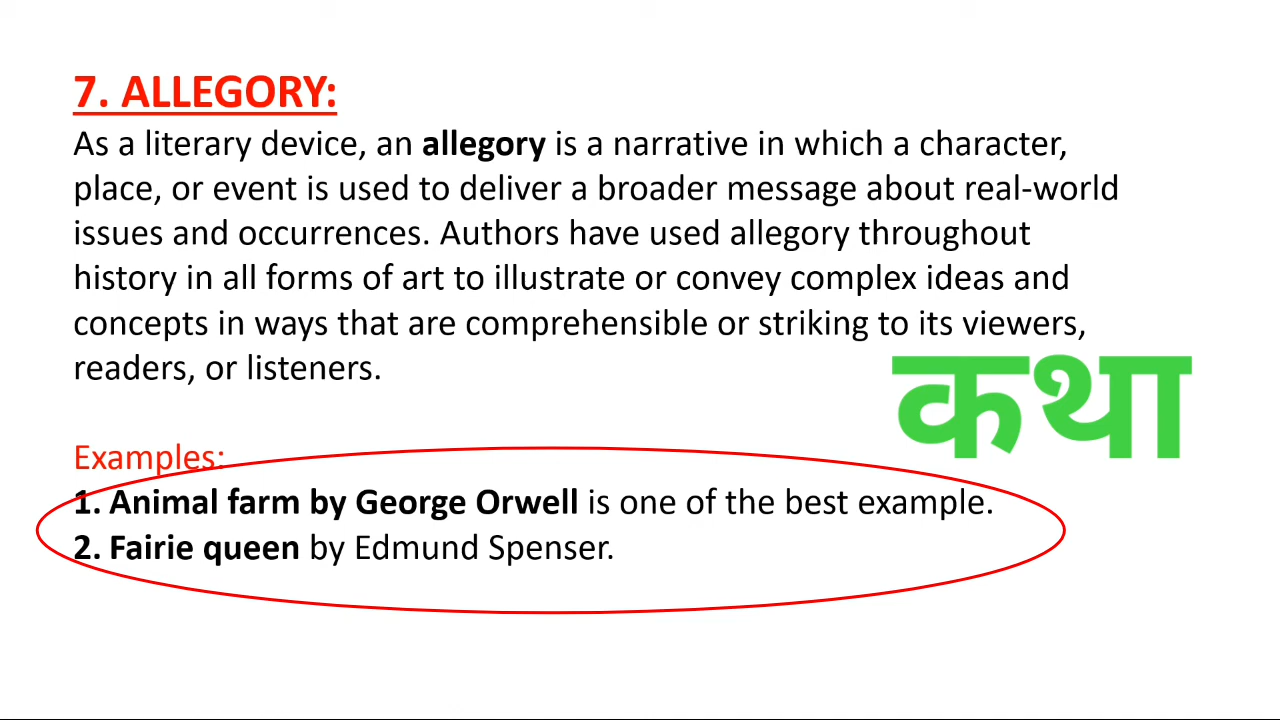 7. ALLEGORY:
As a literary device, an allegory is a narrative in which a character,
place, or event is used to deliver a broader message about real-world
issues and occurrences. Authors have used allegory throughout
history in all forms of art to illustrate or convey complex ideas and
concepts in ways that are comprehensible or striking to its viewers,
readers, or listeners.
कथा
Examples:
1. Animal farm by George Orwell is one of the best example.
2. Fairie queen by Edmund Spenser.